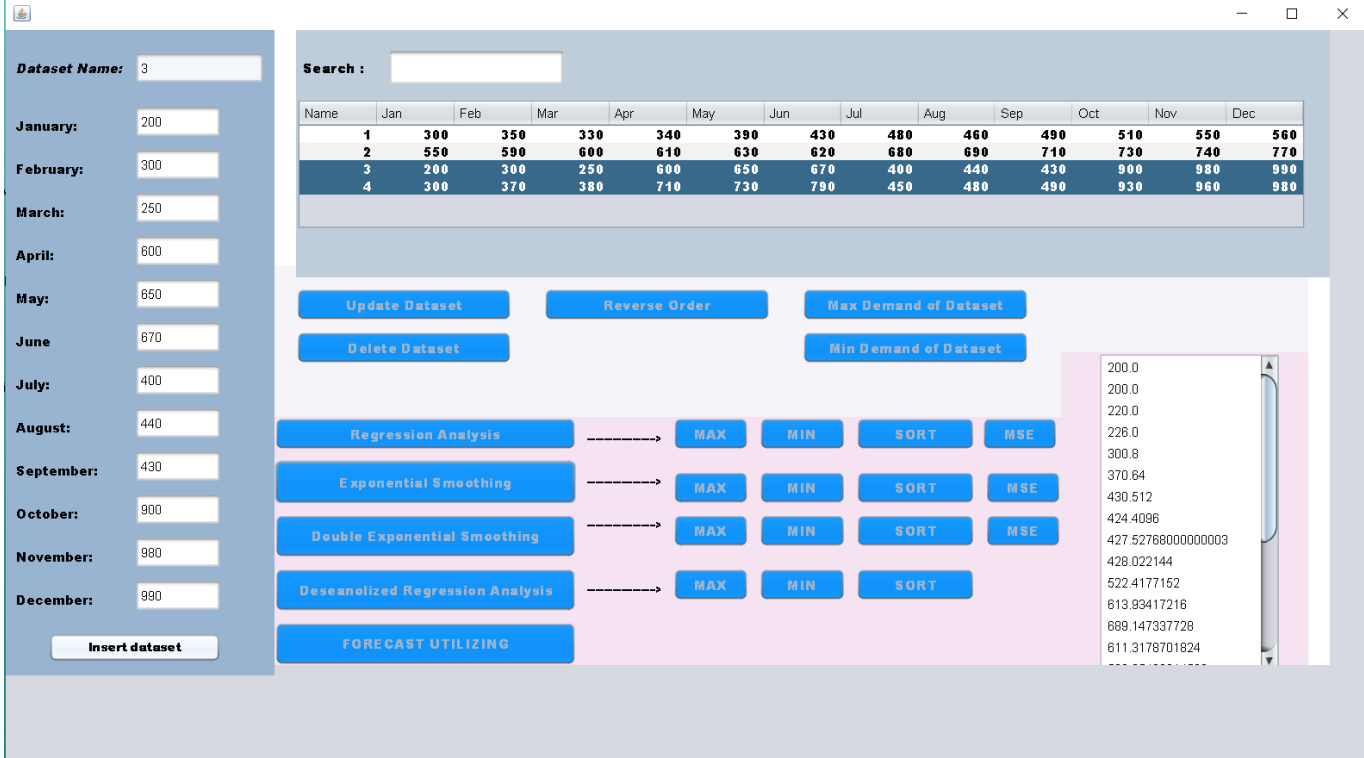 Dataset Name: 3
January: 200
February: 300
March: 250
April: 600
May: 650
June 670
July: 400
August: 440
September: 430
October: 900
November: 980
December: 990
Insert dataset
Search :
Name Jan Feb Mar Apr May Jun Jul Aug Sep Oct Nov Dec
1 300 350 330 340 390 430 480 460 490 510 550 560
2 550 590 600 610 630 620 680 690 710 730 740 770
3 200 300 250 600 650 670 400 440 430 900 980 990
4 300 370 380 710 730 790 450 480 490 930 960 980
Update Dataset Reverse Order Max Demand of Dataset
Delete Dataset Min Demand of Dataset
Regression Analysis --------> MAX MIN SORT MSE
Exponential Smoothing --------> MAX MIN SORT MSE
Double Exponential Smoothing --------> MAX MIN SORT MSE
Deseanolized Regression Analysis --------> MAX MIN SORT
FORECAST UTILIZING
200.0
200.0
220.0
226.0
300.8
370.64
430.512
424.4096
427.52768000000003
428.022144
522.4177152
613.93417216
689.147337728
611.3178701824